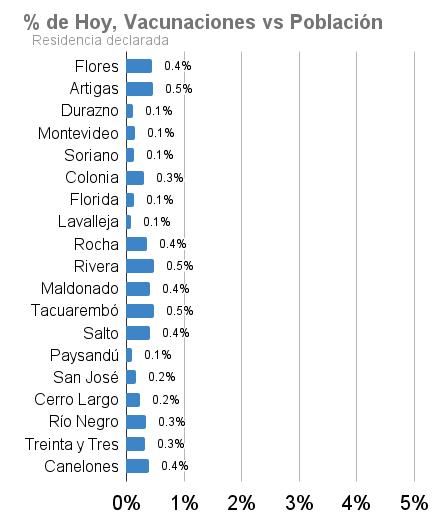 % de Hoy, Vacunaciones vs Población
Residencia declarada
Flores 0.4%
Artigas 0.5%
Durazno 0.1%
Montevideo 0.1%
Soriano 0.1%
Colonia 0.3%
Florida 0.1%
Lavalleja 0.1%
Rocha 0.4%
Rivera 0.5%
Maldonado 0.4%
Tacuarembó 0.5%
Salto 0.4%
Paysandú 0.1%
San José 0.2%
Cerro Largo 0.2%
Río Negro 0.3%
Treinta y Tres 0.3%
Canelones 0.4%
0% 1% 2% 3% 4% 5%